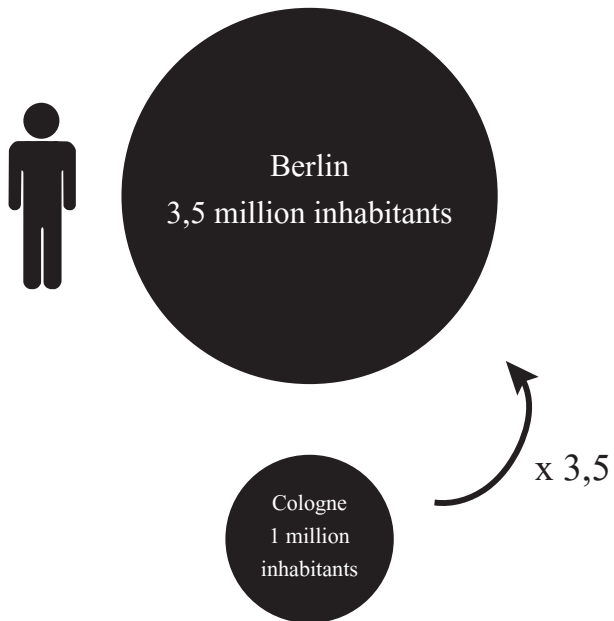 Berlin
3,5 million inhabitants
x 3,5
Cologne
1 million
inhabitants